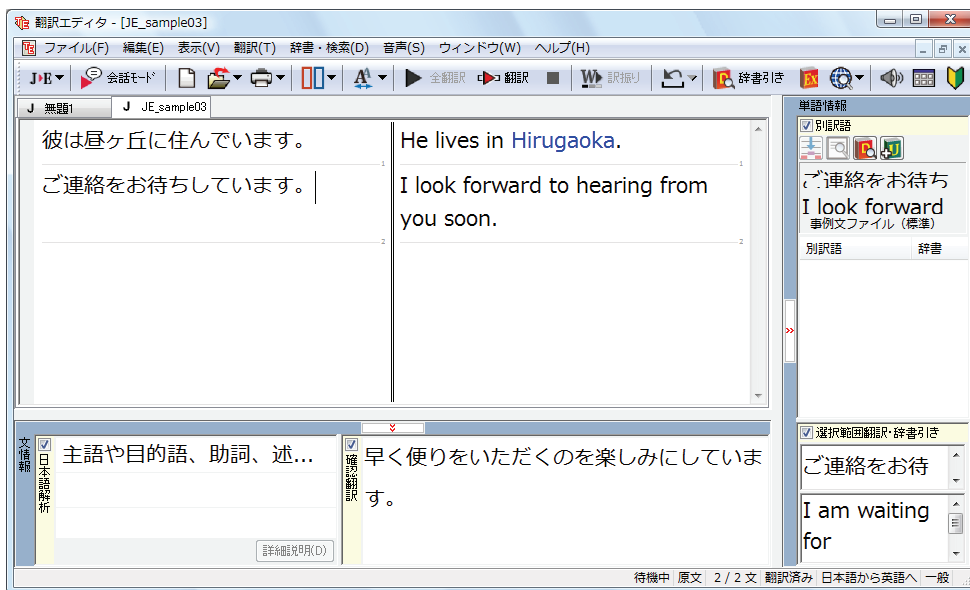 翻訳エディタ - [JE_sample03]
ファイル(F) 編集(E) 表示(V) 翻訳(T) 辞書・検索(D) 音声(S) ウィンドウ(W) ヘルプ(H)
J▶E 会話モード 全翻訳 翻訳 訳振り 辞書引き
J 無題1
J JE_sample03
彼は昼ヶ丘に住んでいます。
1
ご連絡をお待ちしています。
2
He lives in Hirugaoka.
1
I look forward to hearing from
you soon.
2
単語情報
別訳語
ご連絡をお待ち
I look forward
事例文ファイル（標準）
別訳語 辞書
選択範囲翻訳・辞書引き
ご連絡をお待
I am waiting
for
文情報
日本語解析
主語や目的語、助詞、述...
詳細説明(D)
確認翻訳
早く便りをいただくのを楽しみにしていま
す。
待機中 原文 2 / 2 文 翻訳済み 日本語から英語へ 一般